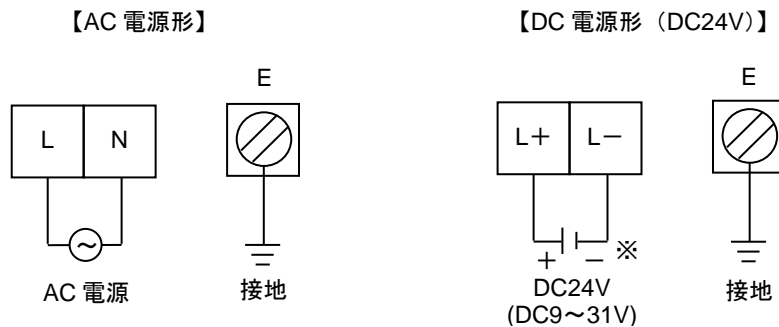 【AC 電源形】
L N
E
AC 電源
接地
【DC 電源形（DC24V）】
L＋ L－
E
＋ － ※
DC24V
(DC9～31V)
接地